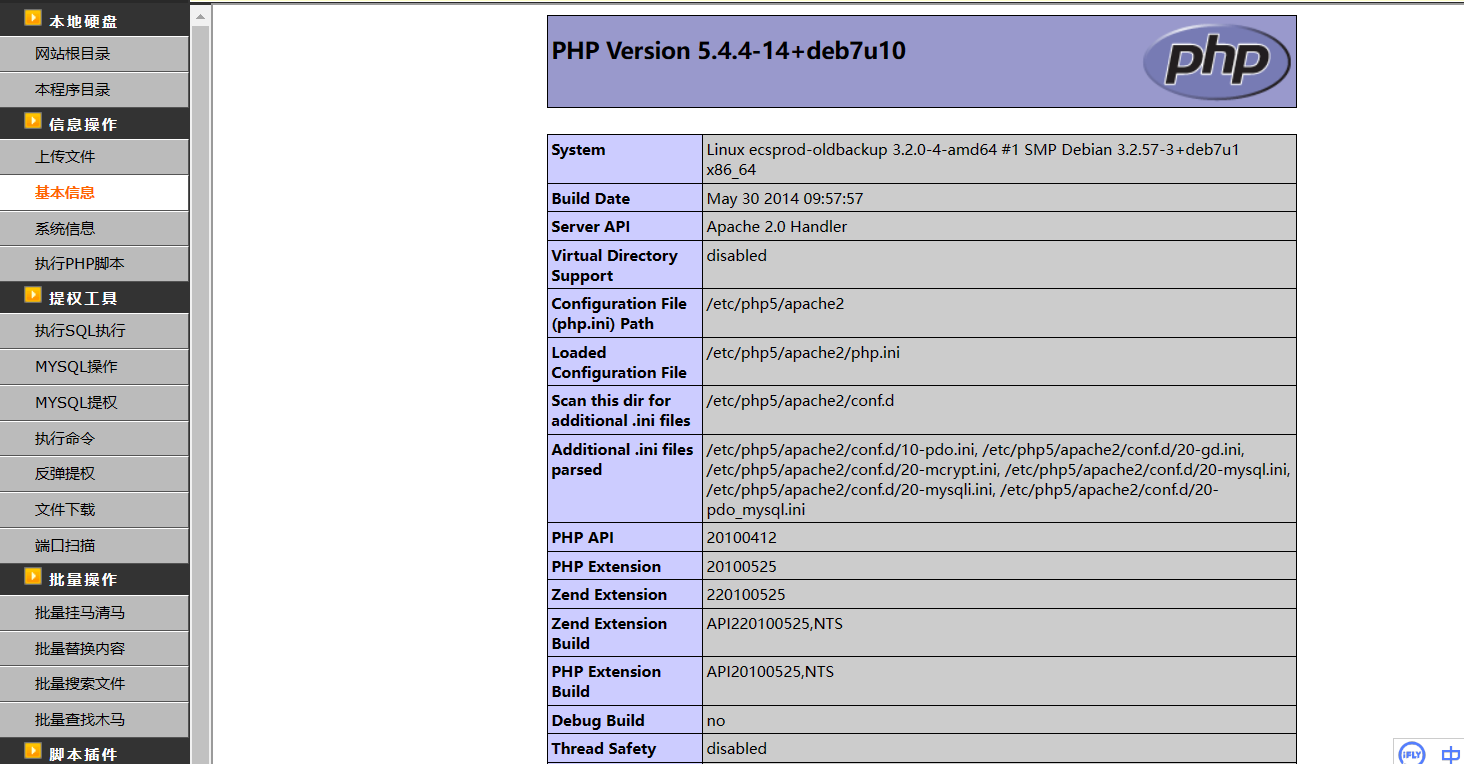 本地硬盘
网站根目录
本程序目录
信息操作
上传文件
基本信息
系统信息
执行PHP脚本
提权工具
执行SQL执行
MYSQL操作
MYSQL提权
执行命令
反弹提权
文件下载
端口扫描
批量操作
批量挂马清马
批量替换内容
批量搜索文件
批量查找木马
脚本插件
PHP Version 5.4.4-14+deb7u10
php
System
Linux ecsprod-oldbackup 3.2.0-4-amd64 #1 SMP Debian 3.2.57-3+deb7u1
x86_64
Build Date
May 30 2014 09:57:57
Server API
Apache 2.0 Handler
Virtual Directory
Support
disabled
Configuration File
(php.ini) Path
/etc/php5/apache2
Loaded
Configuration File
/etc/php5/apache2/php.ini
Scan this dir for
additional .ini files
/etc/php5/apache2/conf.d
Additional .ini files
parsed
/etc/php5/apache2/conf.d/10-pdo.ini, /etc/php5/apache2/conf.d/20-gd.ini,
/etc/php5/apache2/conf.d/20-mcrypt.ini, /etc/php5/apache2/conf.d/20-mysql.ini,
/etc/php5/apache2/conf.d/20-mysqli.ini, /etc/php5/apache2/conf.d/20-
pdo_mysql.ini
PHP API
20100412
PHP Extension
20100525
Zend Extension
220100525
Zend Extension
Build
API220100525,NTS
PHP Extension
Build
API20100525,NTS
Debug Build
no
Thread Safety
disabled
iFLY
中